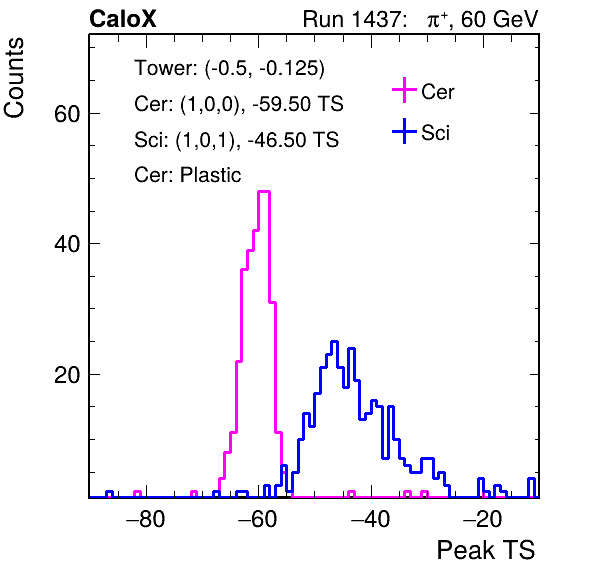 CaloX Run 1437: π⁺, 60 GeV
Tower: (-0.5, -0.125)
Cer: (1,0,0), -59.50 TS
Sci: (1,0,1), -46.50 TS
Cer: Plastic
Cer
Sci
Counts
60
40
20
−80 −60 −40 −20
Peak TS